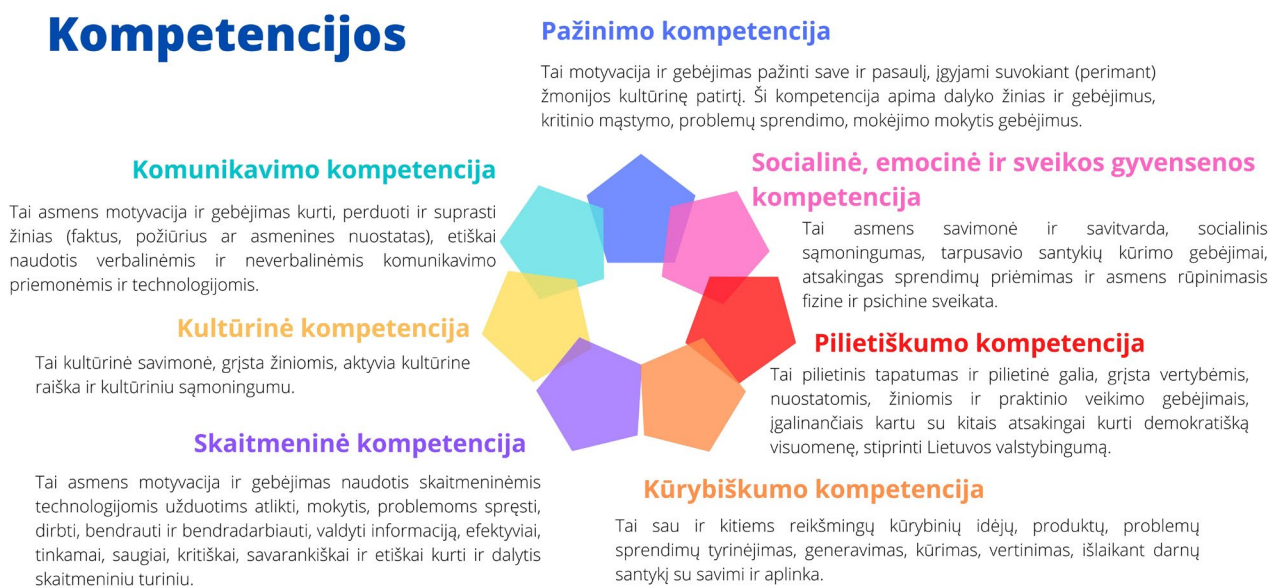 Kompetencijos
Pažinimo kompetencija
Tai motyvacija ir gebėjimas pažinti save ir pasaulį, įgyjami suvokiant (perimant)
žmonijos kultūrinę patirtį. Ši kompetencija apima dalyko žinias ir gebėjimus,
kritinio mąstymo, problemų sprendimo, mokėjimo mokytis gebėjimus.
Komunikavimo kompetencija
Tai asmens motyvacija ir gebėjimas kurti, perduoti ir suprasti
žinias (faktus, požiūrius ar asmenines nuostatas), etiškai
naudotis verbalinėmis ir neverbalinėmis komunikavimo
priemonėmis ir technologijomis.
Socialinė, emocinė ir sveikos gyvensenos
kompetencija
Tai asmens savimonė ir savitvarda, socialinis
sąmoningumas, tarpusavio santykių kūrimo gebėjimai,
atsakingas sprendimų priėmimas ir asmens rūpinimasis
fizine ir psichine sveikata.
Kultūrinė kompetencija
Tai kultūrinė savimonė, grįsta žiniomis, aktyvia kultūrine
raiška ir kultūriniu sąmoningumu.
Pilietiškumo kompetencija
Tai pilietinis tapatumas ir pilietinė galia, grįsta vertybėmis,
nuostatomis, žiniomis ir praktinio veikimo gebėjimais,
įgalinančiais kartu su kitais atsakingai kurti demokratišką
visuomenę, stiprinti Lietuvos valstybingumą.
Skaitmeninė kompetencija
Tai asmens motyvacija ir gebėjimas naudotis skaitmeninėmis
technologijomis užduotims atlikti, mokytis, problemoms spręsti,
dirbti, bendrauti ir bendradarbiauti, valdyti informaciją, efektyviai,
tinkamai, saugiai, kritiškai, savarankiškai ir etiškai kurti ir dalytis
skaitmeniniu turiniu.
Kūrybiškumo kompetencija
Tai sau ir kitiems reikšmingų kūrybinių idėjų, produktų, problemų
sprendimų tyrinėjimas, generavimas, kūrimas, vertinimas, išlaikant darnų
santykį su savimi ir aplinka.